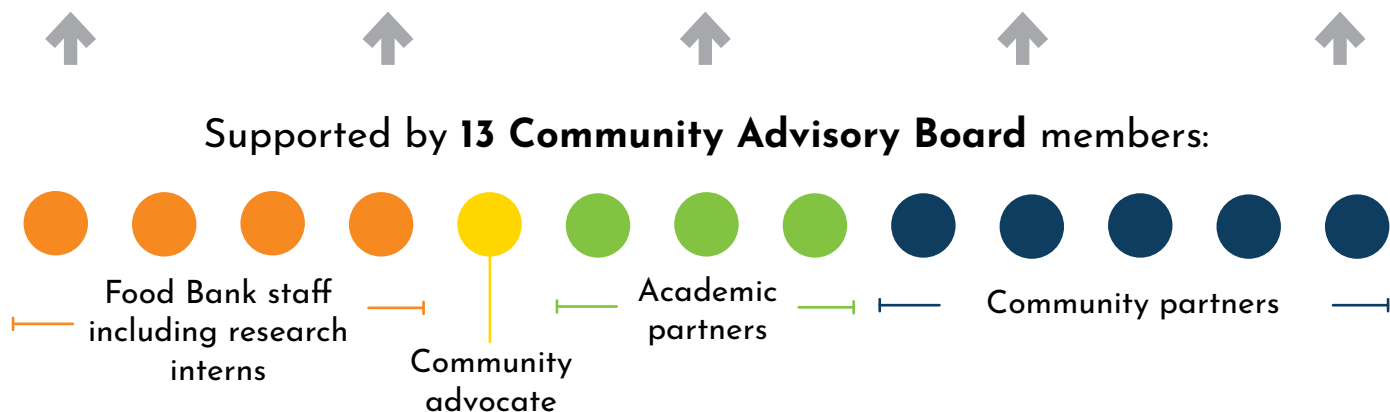 Supported by 13 Community Advisory Board members:
Food Bank staff
including research
interns
Community
advocate
Academic
partners
Community partners